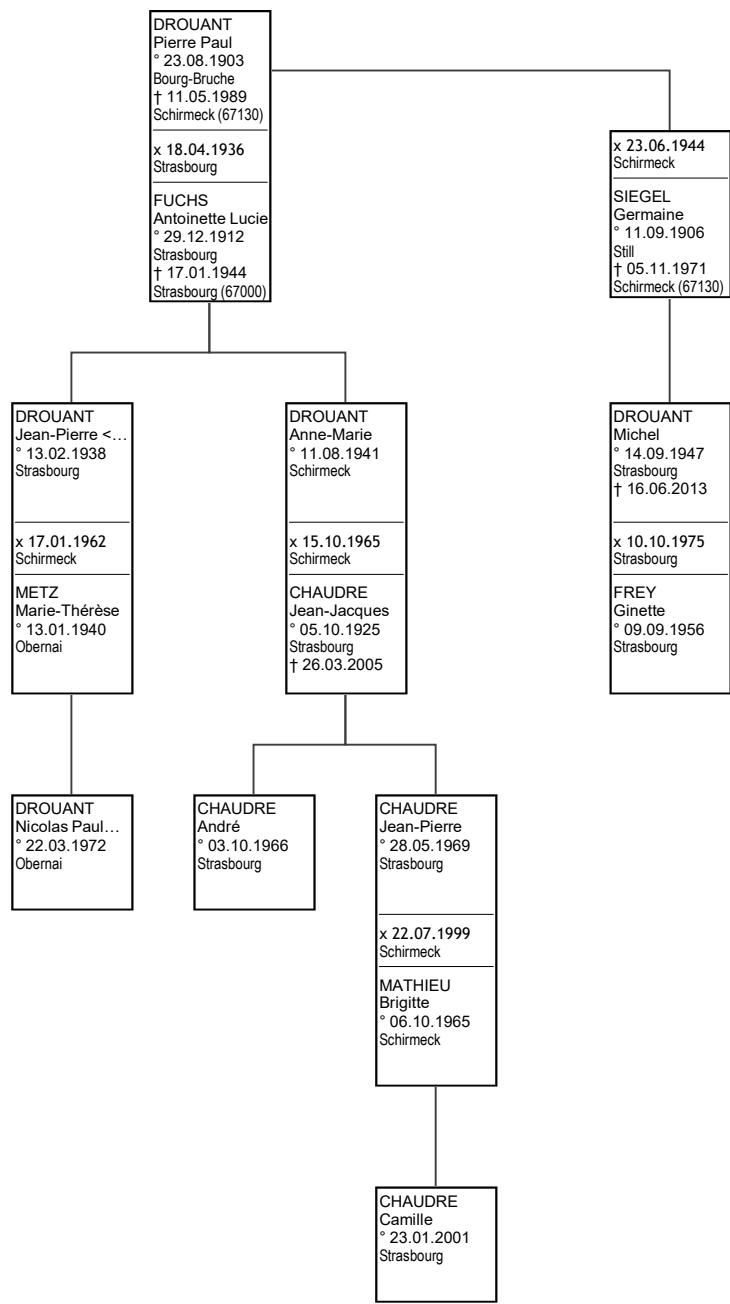 DROUANT
Pierre Paul
° 23.08.1903
Bourg-Bruche
† 11.05.1989
Schirmeck (67130)
x 18.04.1936
Strasbourg
FUCHS
Antoinette Lucie
° 29.12.1912
Strasbourg
† 17.01.1944
Strasbourg (67000)
x 23.06.1944
Schirmeck
SIEGEL
Germaine
° 11.09.1906
Still
† 05.11.1971
Schirmeck (67130)
DROUANT
Jean-Pierre <...
° 13.02.1938
Strasbourg
x 17.01.1962
Schirmeck
METZ
Marie-Thérèse
° 13.01.1940
Obernai
DROUANT
Anne-Marie
° 11.08.1941
Schirmeck
x 15.10.1965
Schirmeck
CHAUDRE
Jean-Jacques
° 05.10.1925
Strasbourg
† 26.03.2005
DROUANT
Michel
° 14.09.1947
Strasbourg
† 16.06.2013
x 10.10.1975
Strasbourg
FREY
Ginette
° 09.09.1956
Strasbourg
DROUANT
Nicolas Paul...
° 22.03.1972
Obernai
CHAUDRE
André
° 03.10.1966
Strasbourg
CHAUDRE
Jean-Pierre
° 28.05.1969
Strasbourg
x 22.07.1999
Schirmeck
MATHIEU
Brigitte
° 06.10.1965
Schirmeck
CHAUDRE
Camille
° 23.01.2001
Strasbourg